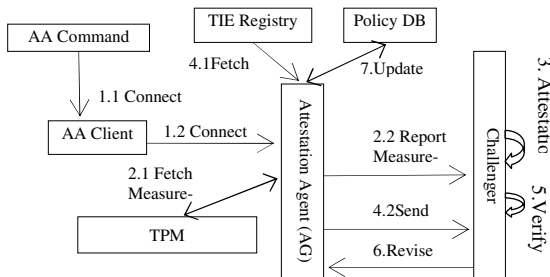 TIE Registry
Policy DB
AA Command
4.1Fetch
7.Update
1.1 Connect
AA Client
1.2 Connect
Attestation Agent (AG)
2.2 Report
Measure-
Challenger
3. Attestatic
2.1 Fetch
Measure-
4.2Send
5.Verify
TPM
6.Revise